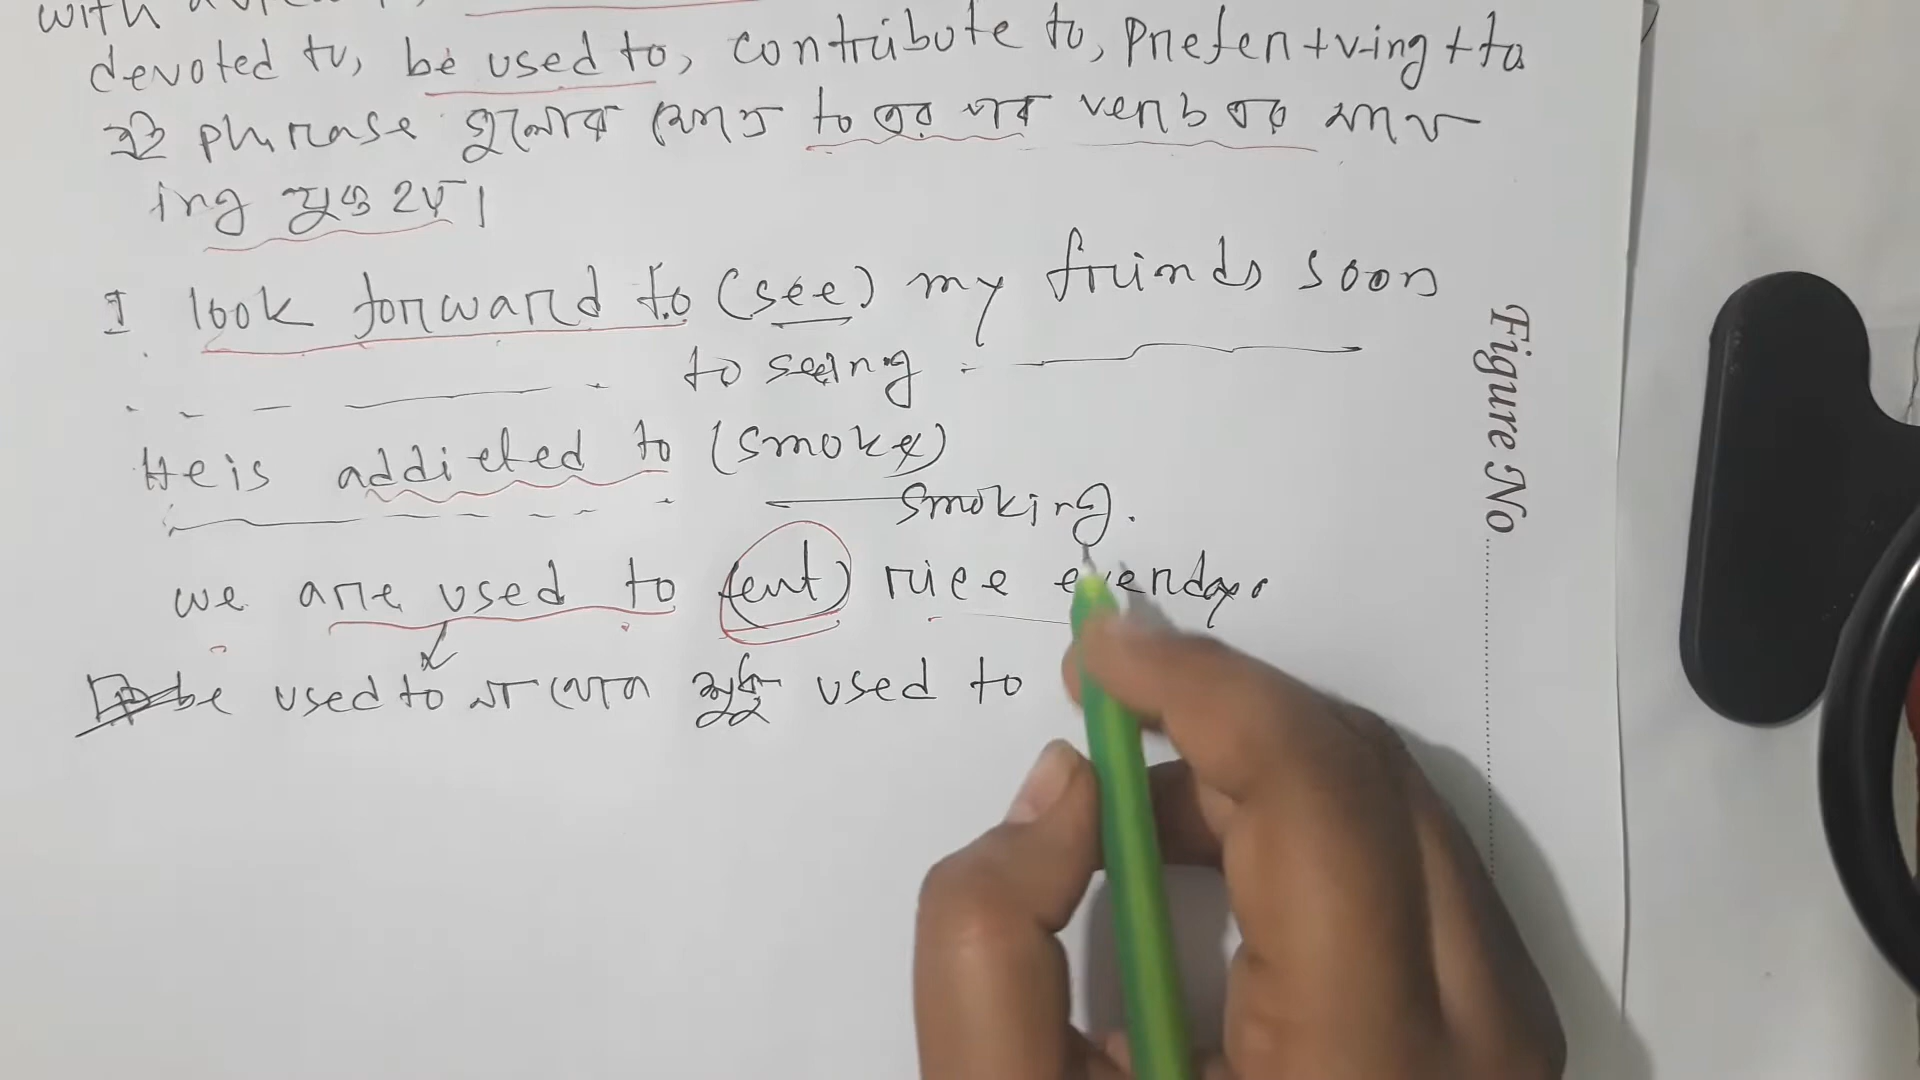 with a view to,
devoted to, be used to, contribute to, prefer + v-ing + to
এই phrase গুলোর ক্ষেত্রে to এর পর verb এর সাথে
ing যুক্ত হয়।
I look forward to (see) my friends soon
to seeing
He is addicted to (smoke)
smoking.
we are used to (eat) rice everyday.
be used to না থেকে শুধু used to
Figure No